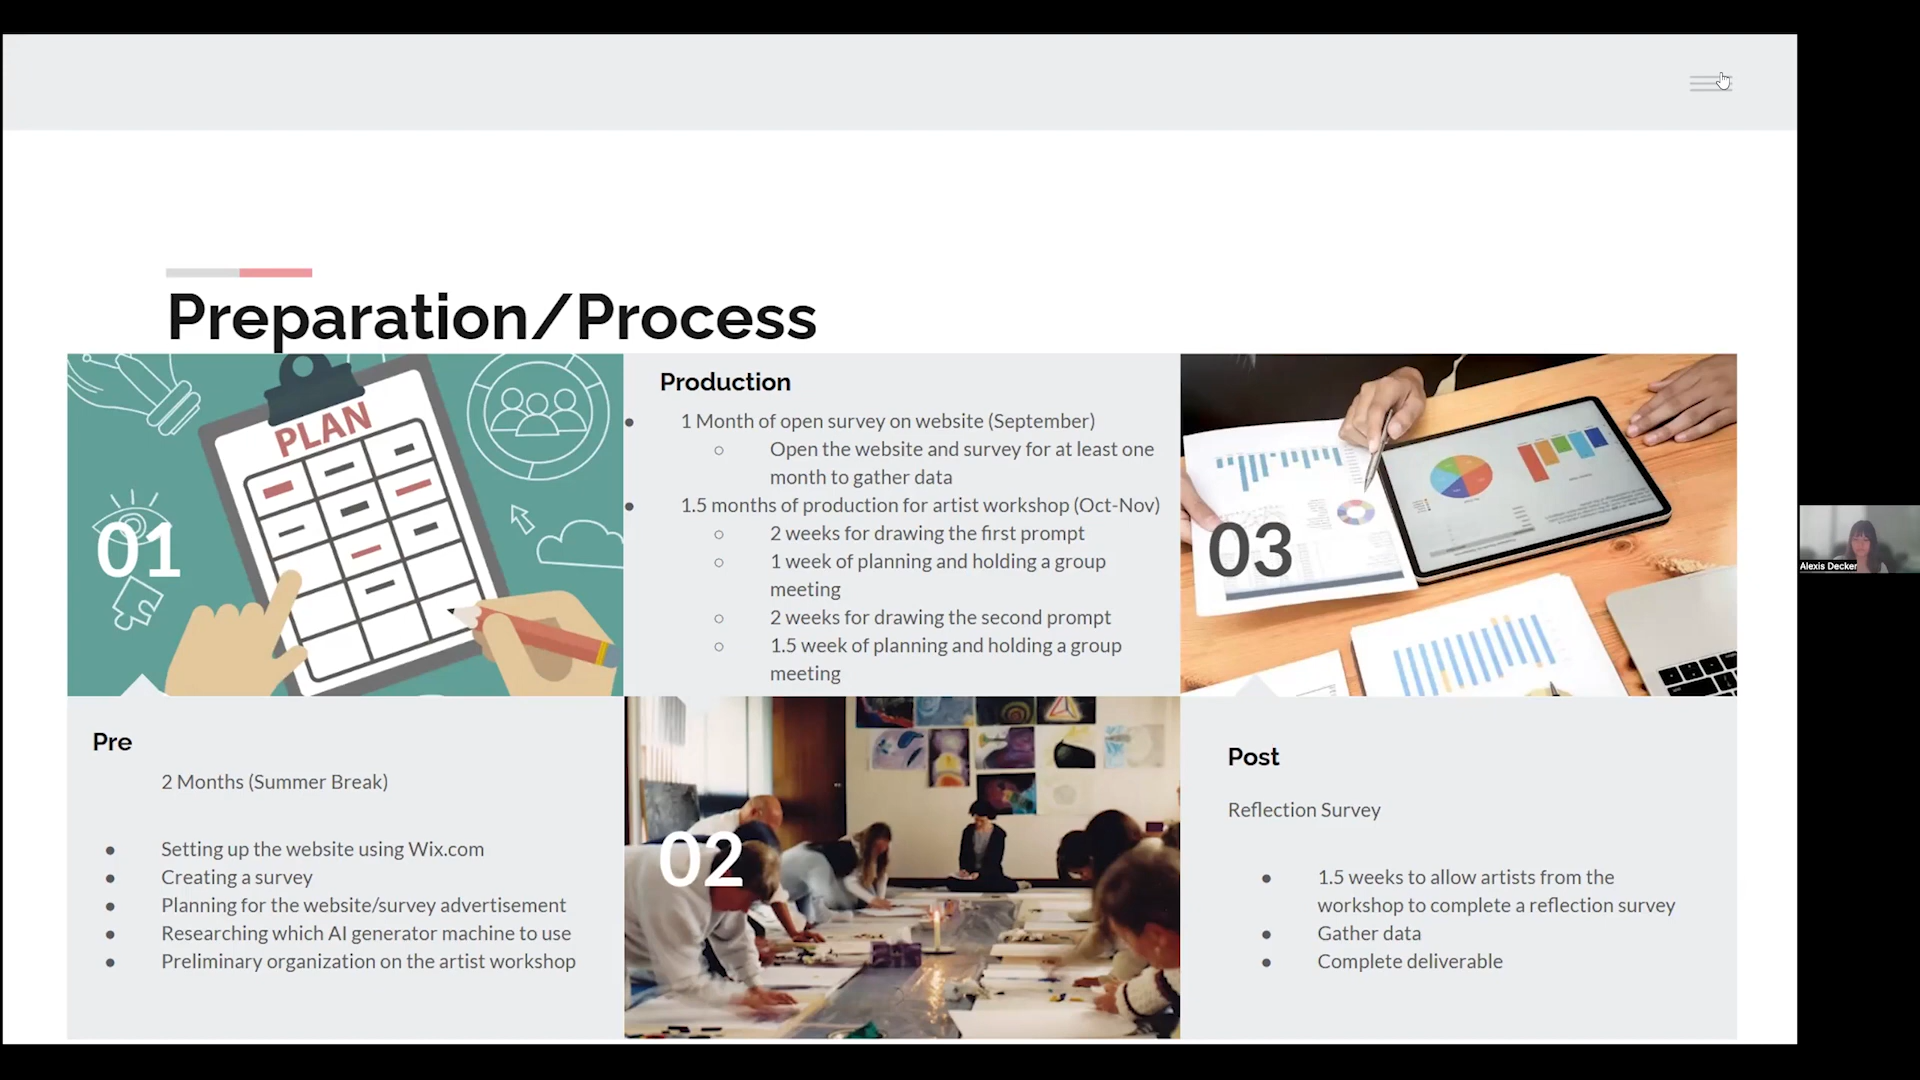 Preparation/Process
PLAN
01
Pre
2 Months (Summer Break)
● Setting up the website using Wix.com
● Creating a survey
● Planning for the website/survey advertisement
● Researching which AI generator machine to use
● Preliminary organization on the artist workshop
Production
● 1 Month of open survey on website (September)
○ Open the website and survey for at least one
month to gather data
● 1.5 months of production for artist workshop (Oct-Nov)
○ 2 weeks for drawing the first prompt
○ 1 week of planning and holding a group
meeting
○ 2 weeks for drawing the second prompt
○ 1.5 week of planning and holding a group
meeting
02
03
Post
Reflection Survey
● 1.5 weeks to allow artists from the
workshop to complete a reflection survey
● Gather data
● Complete deliverable
Alexis Decker